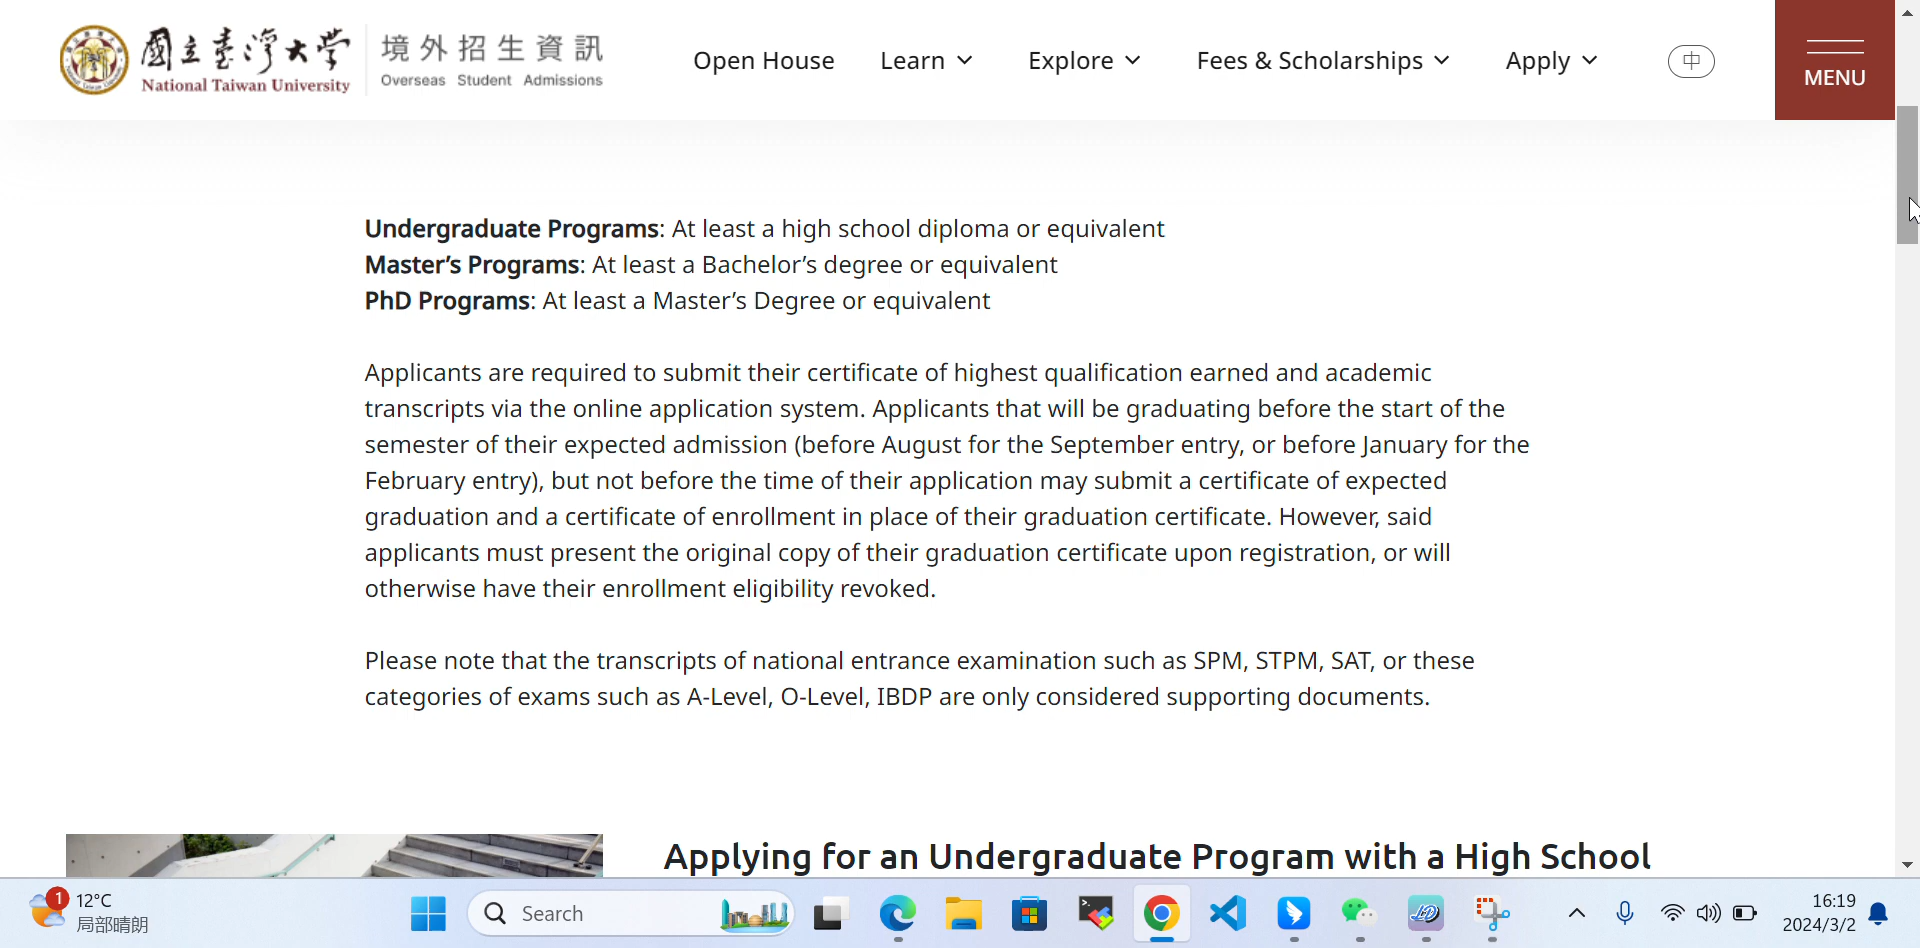 國立臺灣大學
National Taiwan University
境外招生資訊
Overseas Student Admissions
Open House
Learn
Explore
Fees & Scholarships
Apply
中
MENU
Undergraduate Programs: At least a high school diploma or equivalent
Master’s Programs: At least a Bachelor’s degree or equivalent
PhD Programs: At least a Master’s Degree or equivalent
Applicants are required to submit their certificate of highest qualification earned and academic
transcripts via the online application system. Applicants that will be graduating before the start of the
semester of their expected admission (before August for the September entry, or before January for the
February entry), but not before the time of their application may submit a certificate of expected
graduation and a certificate of enrollment in place of their graduation certificate. However, said
applicants must present the original copy of their graduation certificate upon registration, or will
otherwise have their enrollment eligibility revoked.
Please note that the transcripts of national entrance examination such as SPM, STPM, SAT, or these
categories of exams such as A-Level, O-Level, IBDP are only considered supporting documents.
Applying for an Undergraduate Program with a High School
1
12°C
局部晴朗
Search
JD
16:19
2024/3/2